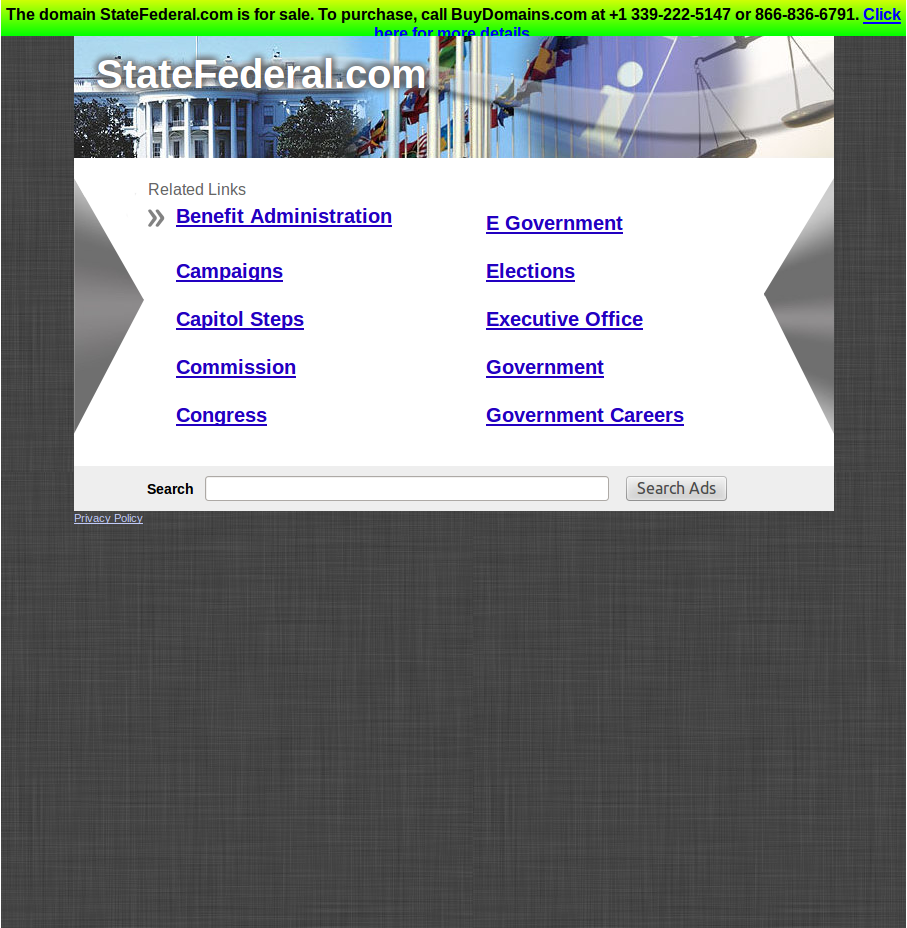 The domain StateFederal.com is for sale. To purchase, call BuyDomains.com at +1 339-222-5147 or 866-836-6791. Click
here for more details.
StateFederal.com
Related Links
Benefit Administration
E Government
Campaigns
Elections
Capitol Steps
Executive Office
Commission
Government
Congress
Government Careers
Search
Search Ads
Privacy Policy